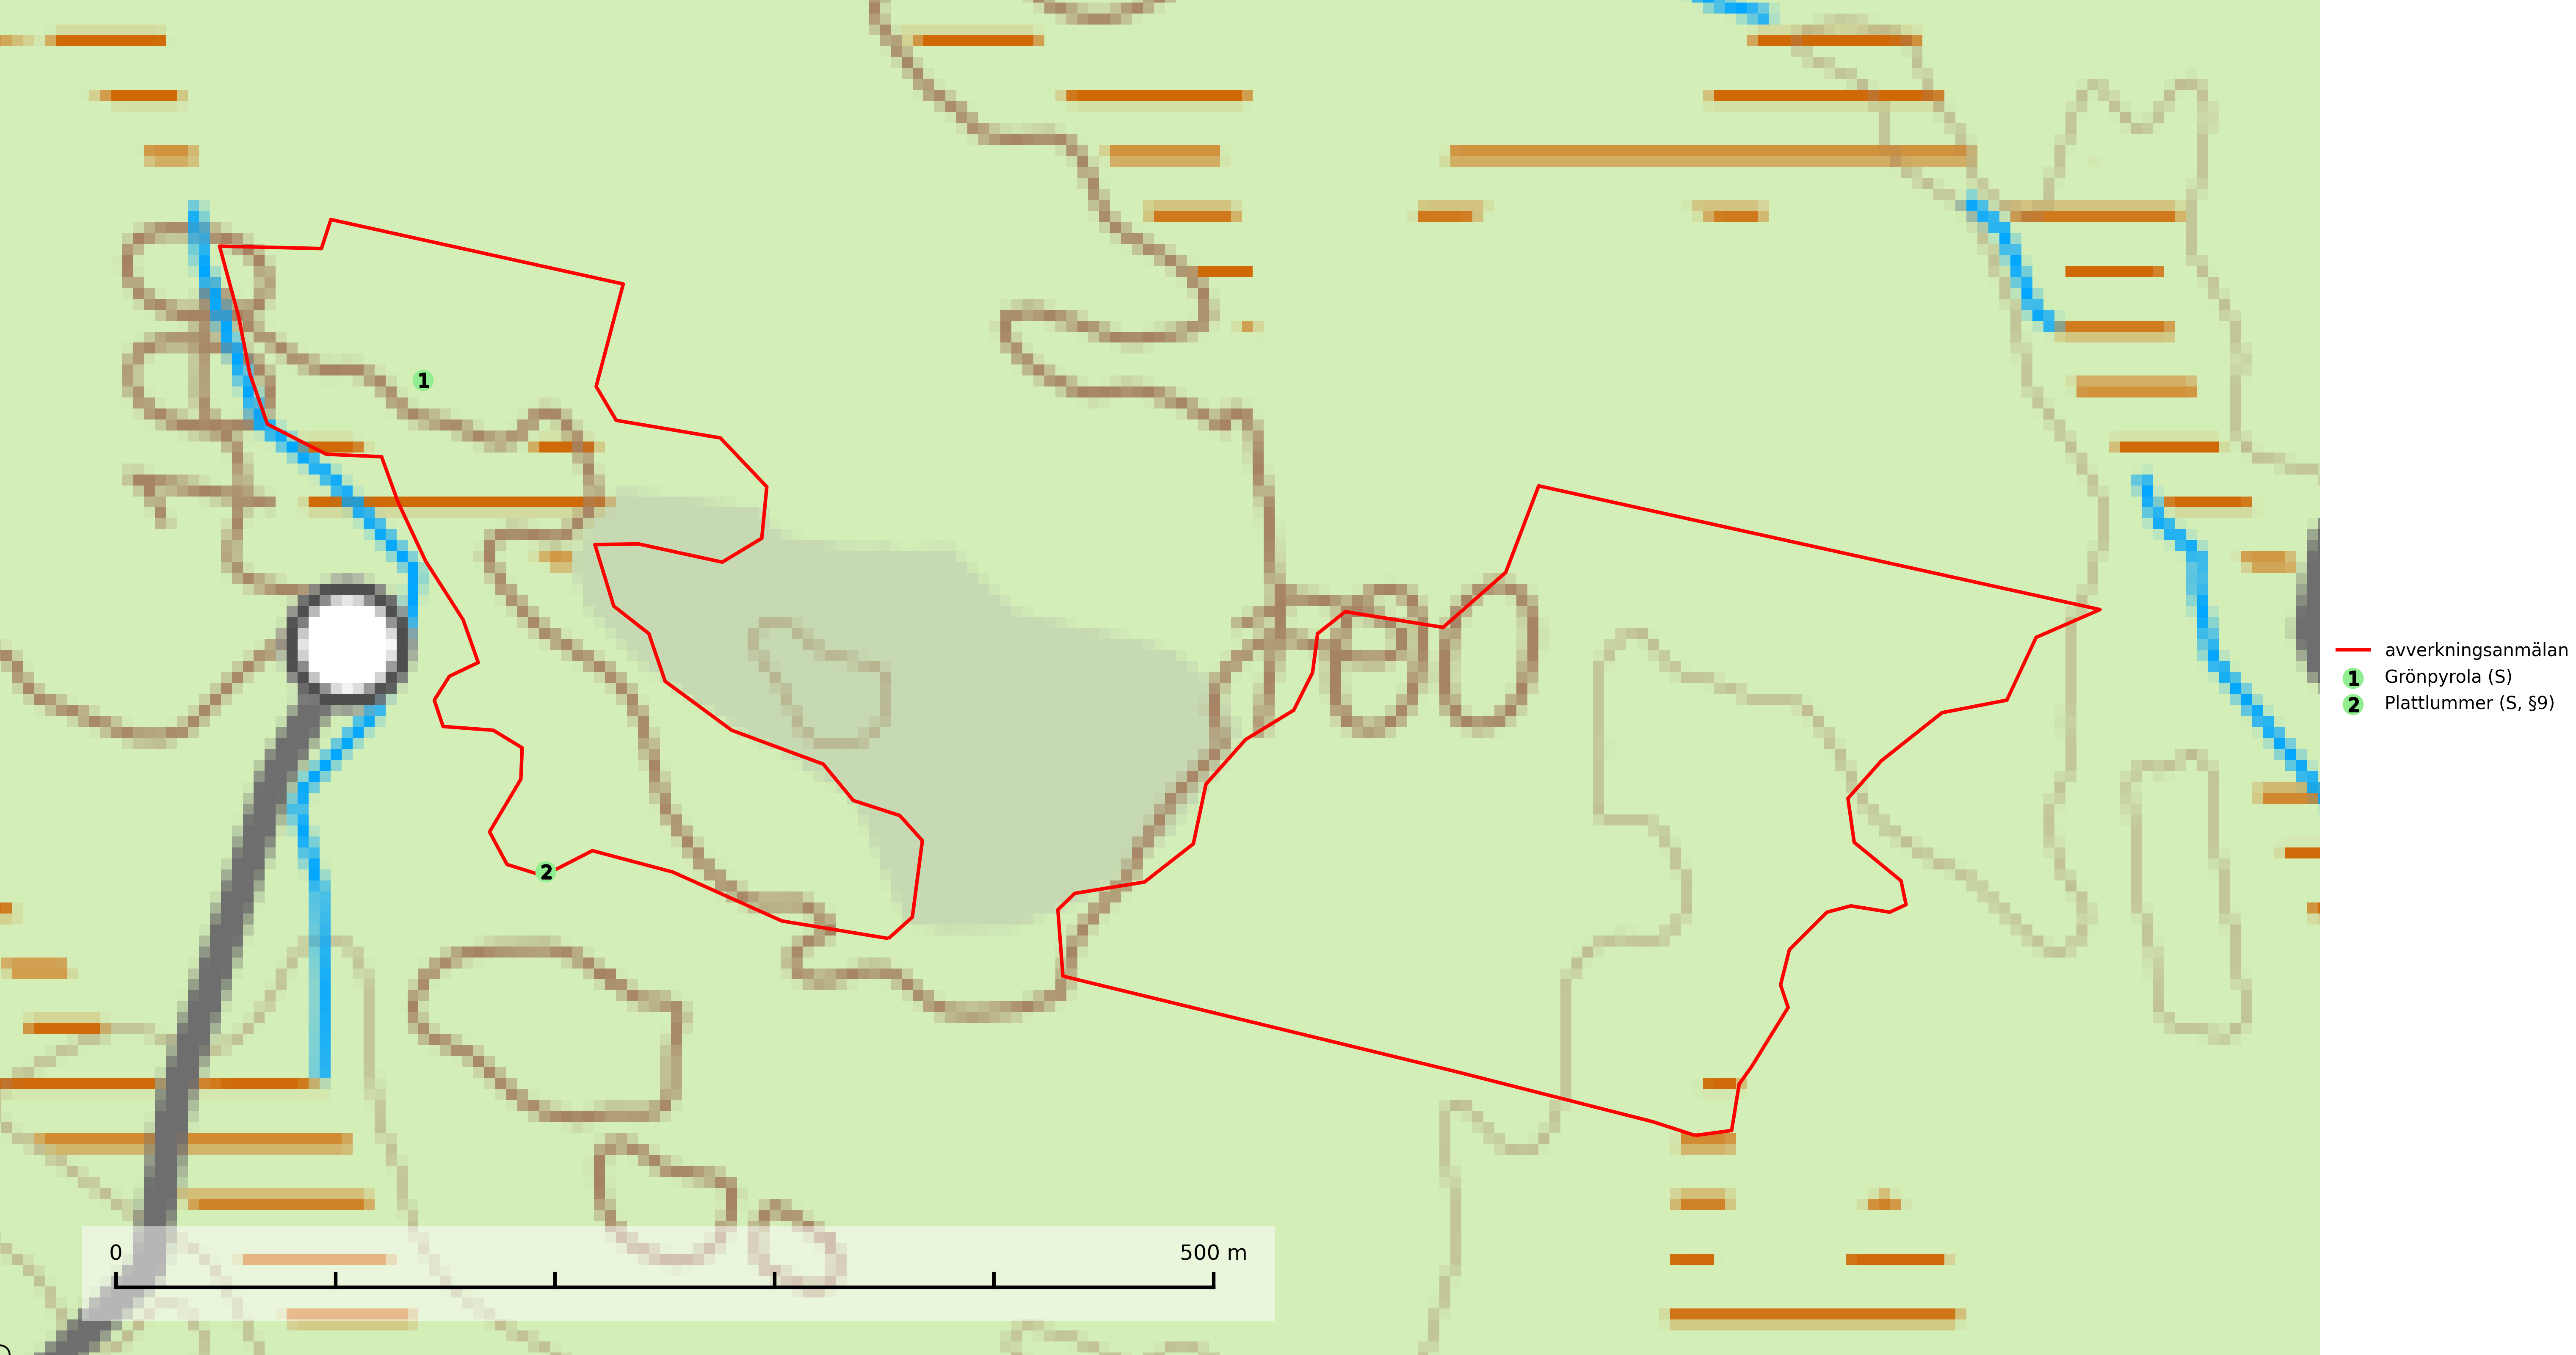 1
2
0 500 m
avverkningsanmälan
1 Grönpyrola (S)
2 Plattlummer (S, §9)